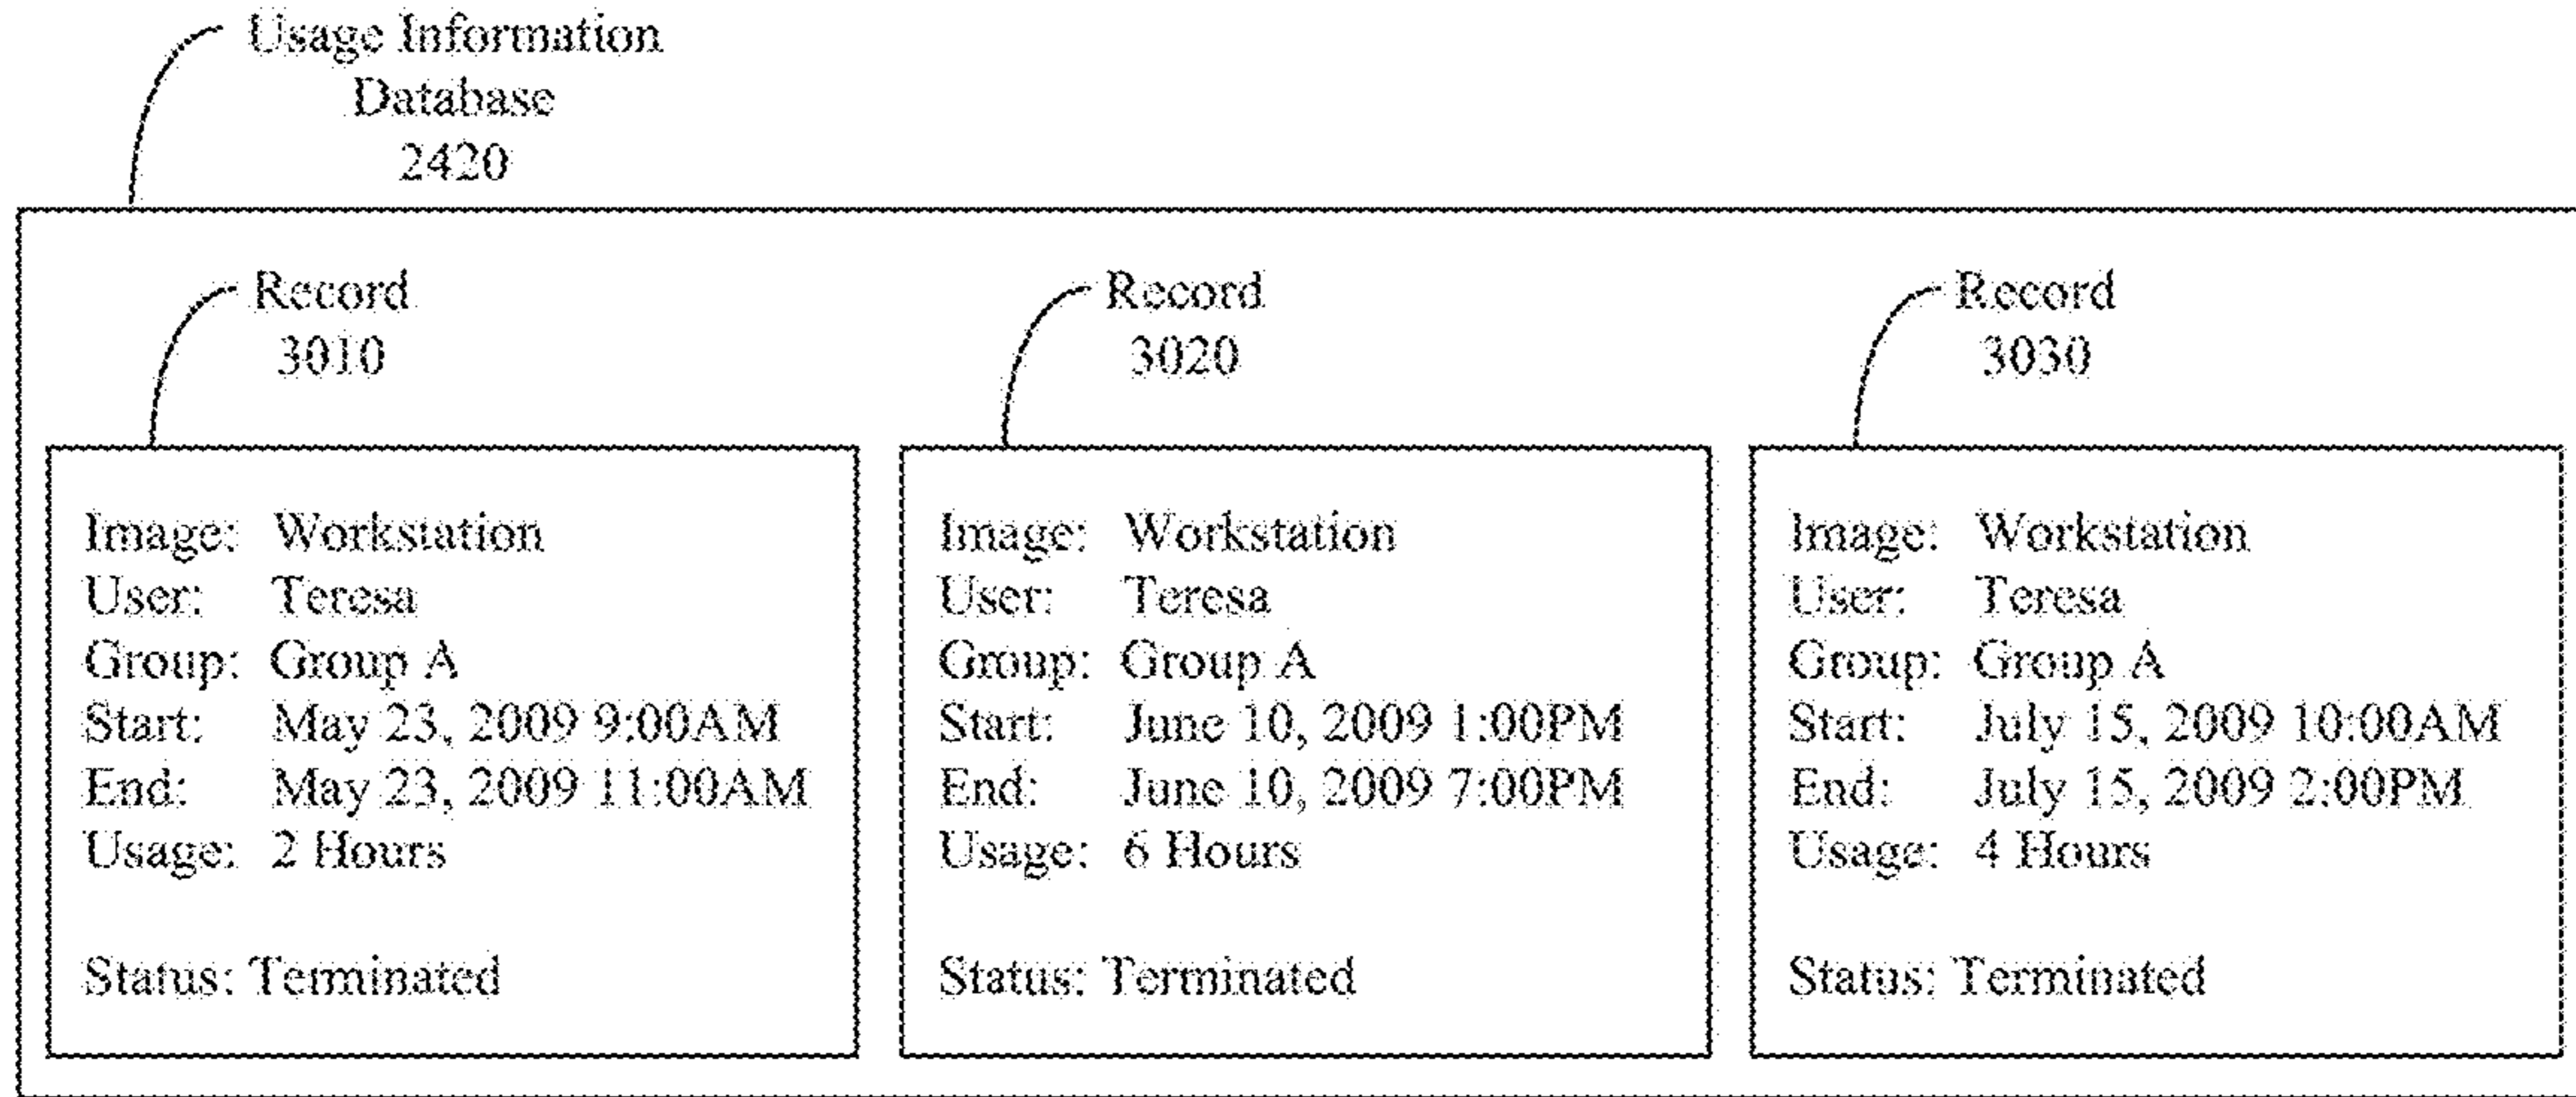 Usage Information
Database
2420
Record
3010
Image: Workstation
User: Teresa
Group: Group A
Start: May 23, 2009 9:00AM
End: May 23, 2009 11:00AM
Usage: 2 Hours
Status: Terminated
Record
3020
Image: Workstation
User: Teresa
Group: Group A
Start: June 10, 2009 1:00PM
End: June 10, 2009 7:00PM
Usage: 6 Hours
Status: Terminated
Record
3030
Image: Workstation
User: Teresa
Group: Group A
Start: July 15, 2009 10:00AM
End: July 15, 2009 2:00PM
Usage: 4 Hours
Status: Terminated